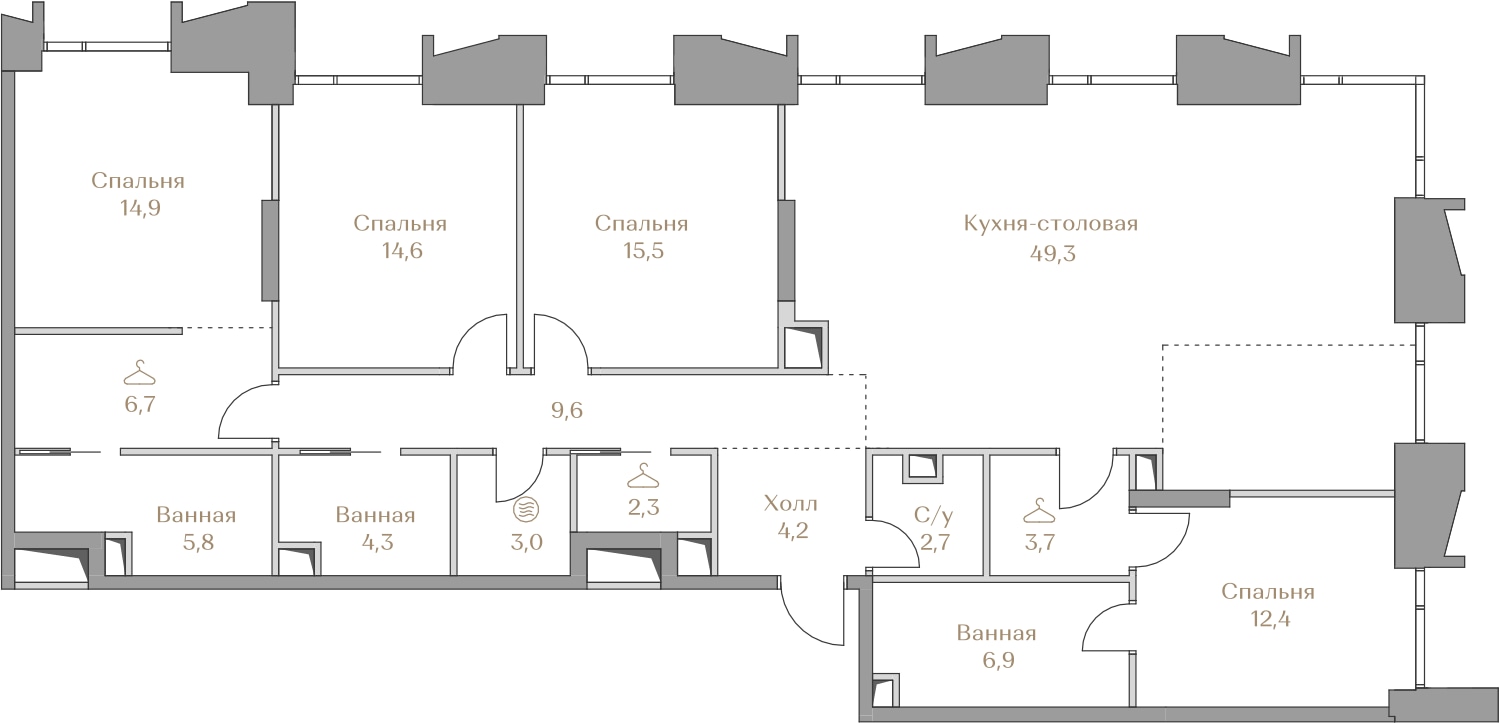 Спальня
14,9
Спальня
14,6
Спальня
15,5
Кухня-столовая
49,3
6,7
9,6
Ванная
5,8
Ванная
4,3
3,0
2,3
Холл
4,2
С/у
2,7
3,7
Спальня
12,4
Ванная
6,9